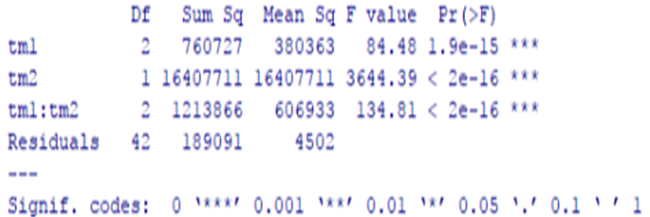 Df Sum Sq Mean Sq F value Pr(>F)
tm1 2 760727 380363 84.48 1.9e-15 ***
tm2 1 16407711 16407711 3644.39 < 2e-16 ***
tm1:tm2 2 1213866 606933 134.81 < 2e-16 ***
Residuals 42 189091 4502
---
Signif. codes: 0 '***' 0.001 '**' 0.01 '*' 0.05 '.' 0.1 ' ' 1